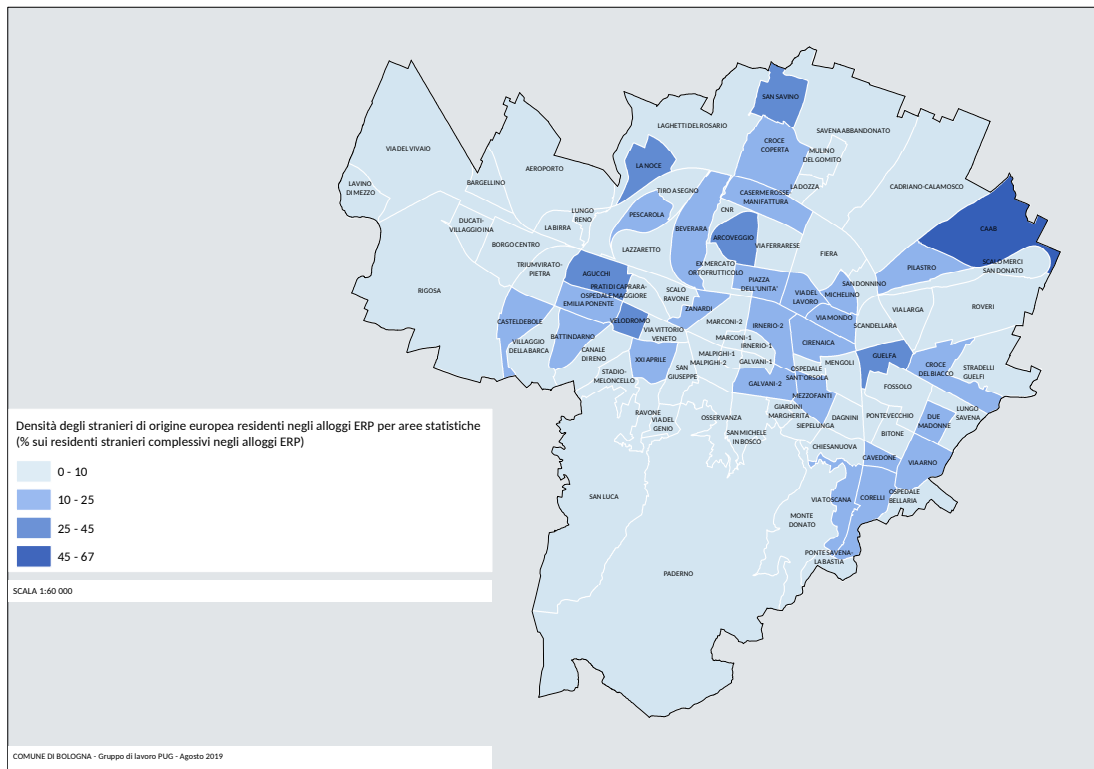 SAN SAVINO
LAGHETTI DEL ROSARIO
SAVENA ABBANDONATO
CROCE
COPERTA
VIA DEL VIVAIO
MULINO
DEL GOMITO
LA NOCE
AEROPORTO
BARGELLINO
LAVINO
DI MEZZO
LA DOZZA
CADRIANO-CALAMOSCO
TIRO A SEGNO
CASERME ROSSE-
MANIFATTURA
CNR
LUNGO
RENO
PESCAROLA
DUCATI-
VILLAGGIO INA
LA BIRRA
BEVERARA
CAAB
ARCOVEGGIO
VIA FERRARESE
BORGO CENTRO
LAZZARETTO
FIERA
SCALO MERCI
SAN DONATO
TRIUMVIRATO-
PIETRA
EX MERCATO
ORTOFRUTTICOLO
PILASTRO
AGUCCHI
PRATI DI CAPRARA-
OSPEDALE MAGGIORE
PIAZZA
DELL'UNITA'
SAN DONNINO
RIGOSA
SCALO
RAVONE
VIA DEL
LAVORO
MICHELINO
EMILIA PONENTE
ZANARDI
VIA LARGA
ROVERI
CASTELDEBOLE
VELODROMO
MARCONI-2
IRNERIO-2
VIA MONDO
SCANDELLARA
VIA VITTORIO
VENETO
VILLAGGIO
DELLA BARCA
BATTINDARNO
MARCONI-1
IRNERIO-1
CIRENAICA
CANALE
DI RENO
XXI APRILE
MALPIGHI-1
MALPIGHI-2
GALVANI-1
MENGOLI
GUELFA
CROCE
DEL BIACCO
STRADELLI
GUELFI
STADIO-
MELONCELLO
SAN
GIUSEPPE
OSPEDALE
SANT'ORSOLA
GALVANI-2
FOSSOLO
MEZZOFANTI
RAVONE
VIA DEL
GENIO
OSSERVANZA
GIARDINI
MARGHERITA
SIEPELUNGA
DAGNINI
PONTEVECCHIO
DUE
MADONNE
LUNGO
SAVENA
SAN MICHELE
IN BOSCO
BITONE
CHIESANUOVA
CAVEDONE
VIA ARNO
SAN LUCA
VIA TOSCANA
CORELLI
OSPEDALE
BELLARIA
MONTE
DONATO
PONTE SAVENA-
LA BASTIA
PADERNO
Densità degli stranieri di origine europea residenti negli alloggi ERP per aree statistiche
(% sui residenti stranieri complessivi negli alloggi ERP)
0 - 10
10 - 25
25 - 45
45 - 67
SCALA 1:60 000
COMUNE DI BOLOGNA - Gruppo di lavoro PUG - Agosto 2019